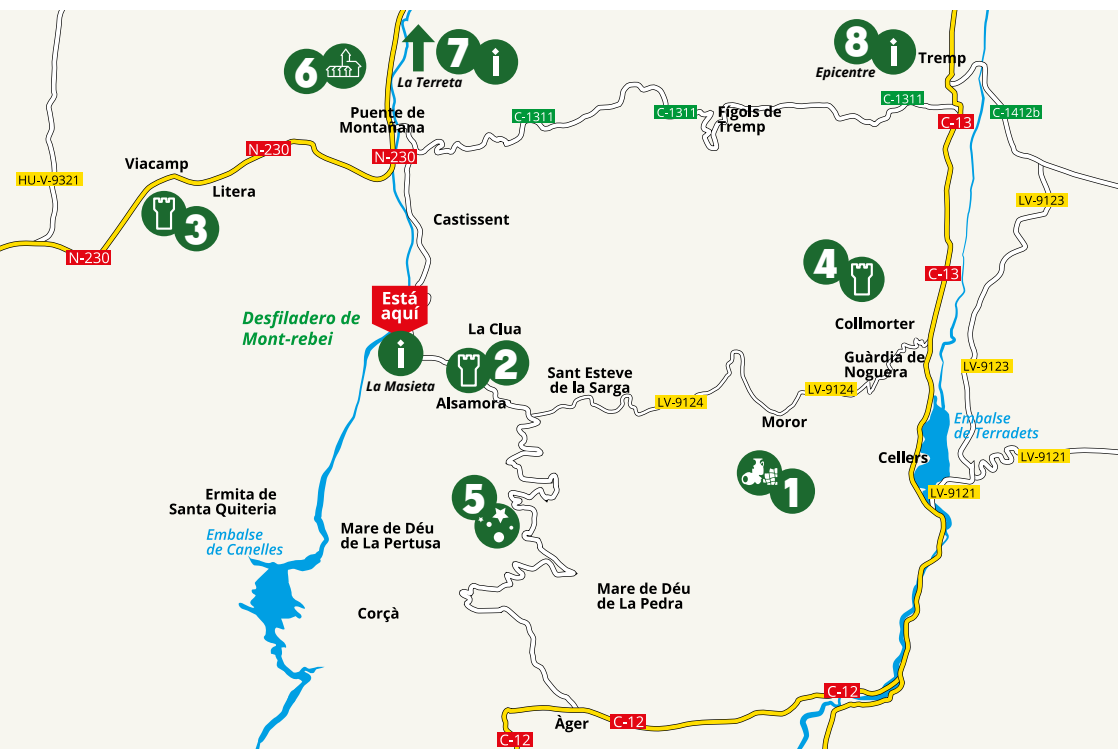 6
7
i
La Terreta
8
i
Epicentre
Tremp
C-1311
C-1311
C-1311
C-1412b
Puente de
Montañana
Fígols de
Tremp
C-13
N-230
N-230
Viacamp
Litera
HU-V-9321
3
N-230
Castissent
LV-9123
4
C-13
Está
aquí
Desfiladero de
Mont-rebei
i
La Masieta
La Clua
2
Alsamora
Collmorter
Guàrdia de
Noguera
LV-9123
Sant Esteve
de la Sarga
LV-9124
LV-9124
Moror
Embalse
de Terradets
Cellers
LV-9121
LV-9121
1
5
Ermita de
Santa Quiteria
Embalse
de Canelles
Mare de Déu
de La Pertusa
Mare de Déu
de La Pedra
Corçà
C-12
Àger
C-12
C-12